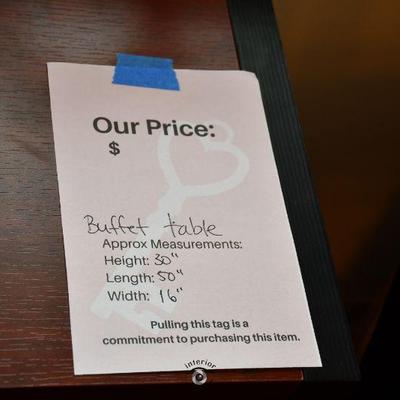 Our Price:
$
Buffet table
Approx Measurements:
Height: 30"
Length: 50"
Width: 16"
Pulling this tag is a
commitment to purchasing this item.
interior